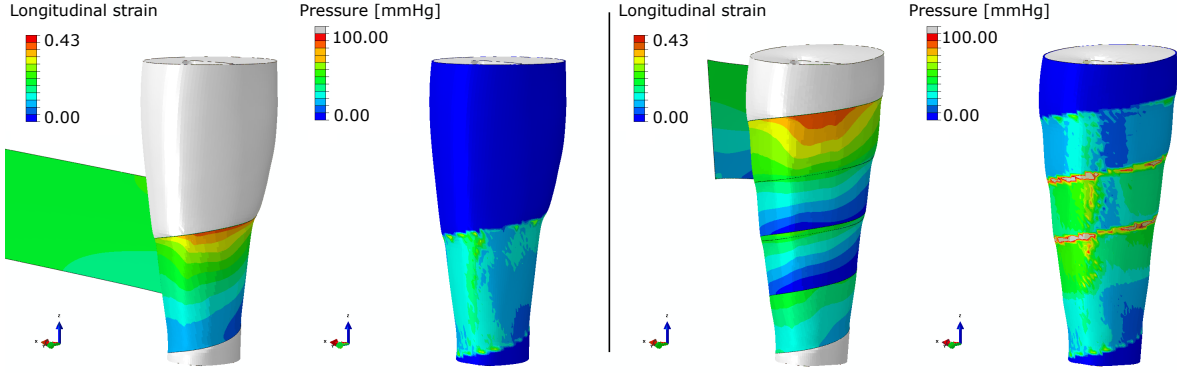 Longitudinal strain
0.43
0.00
Pressure [mmHg]
100.00
0.00
z
x
Longitudinal strain
0.43
0.00
Pressure [mmHg]
100.00
0.00
z
x
z
x
z
x